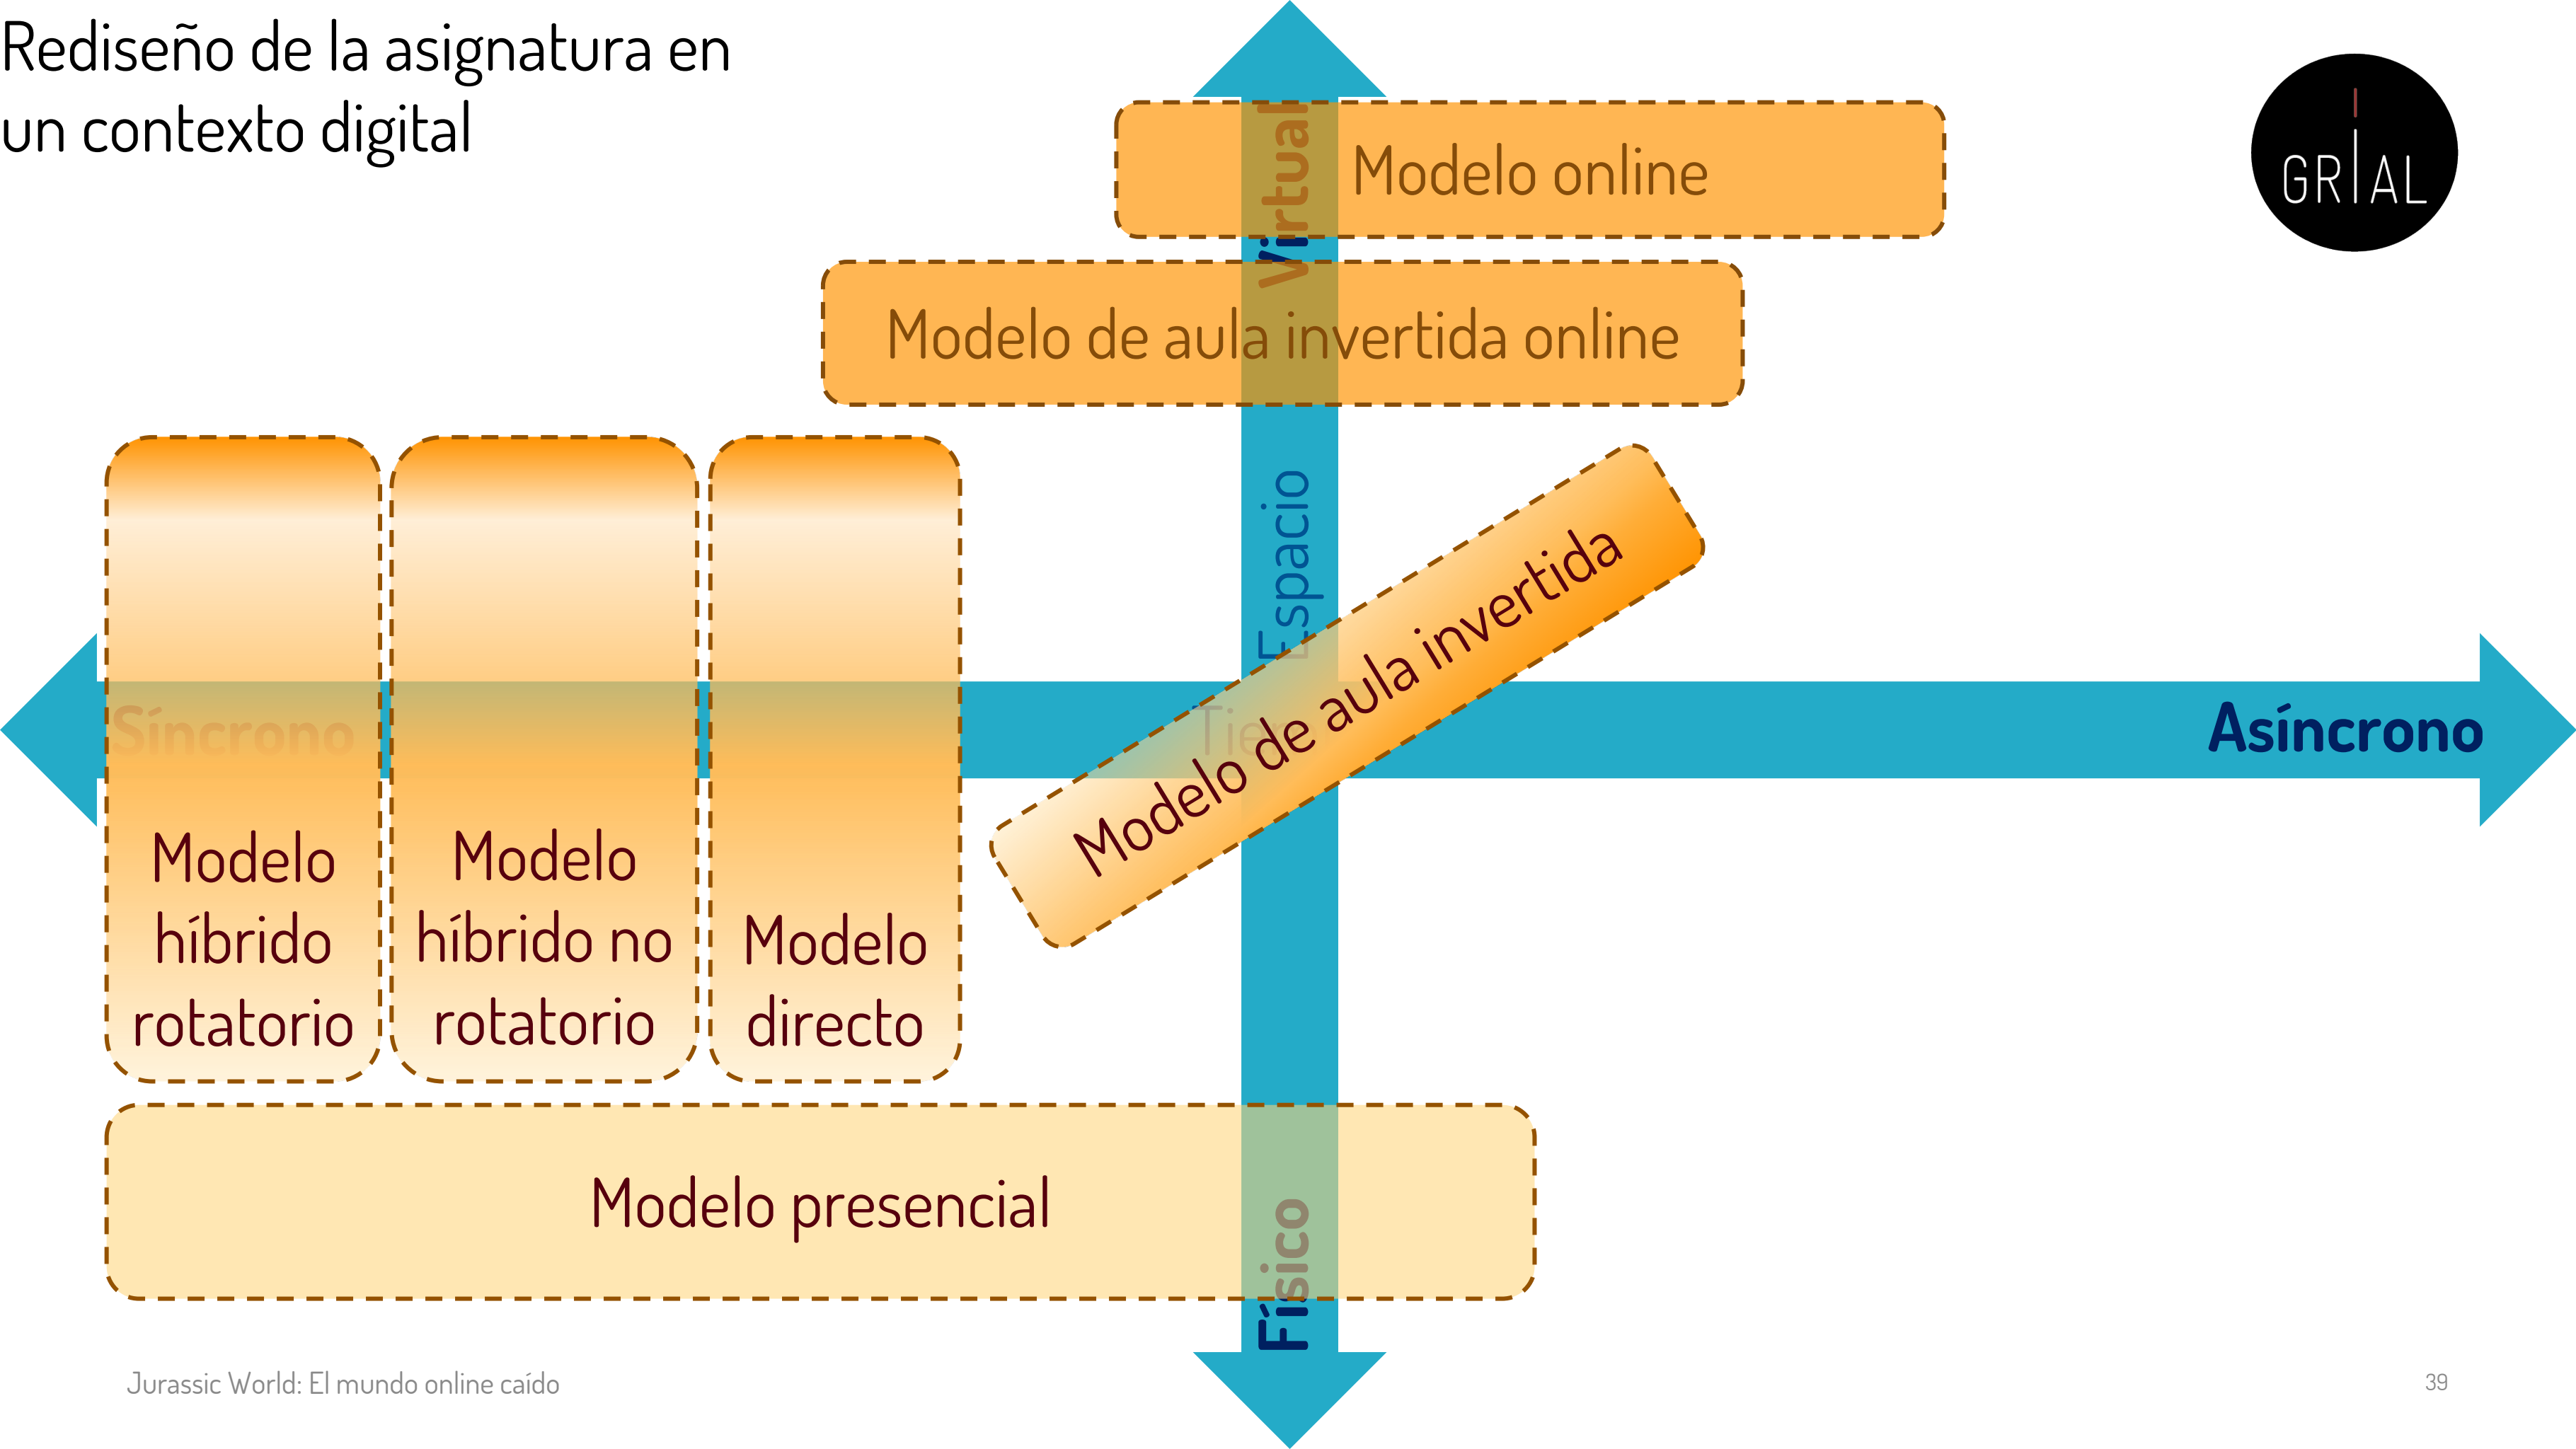 Rediseño de la asignatura en
un contexto digital
GRIAL
Virtual
Modelo online
Modelo de aula invertida online
Espacio
Modelo de aula invertida
Síncrono
Asíncrono
Modelo
híbrido
rotatorio
Modelo
híbrido no
rotatorio
Modelo
directo
Modelo presencial
Físico
Jurassic World: El mundo online caído
39